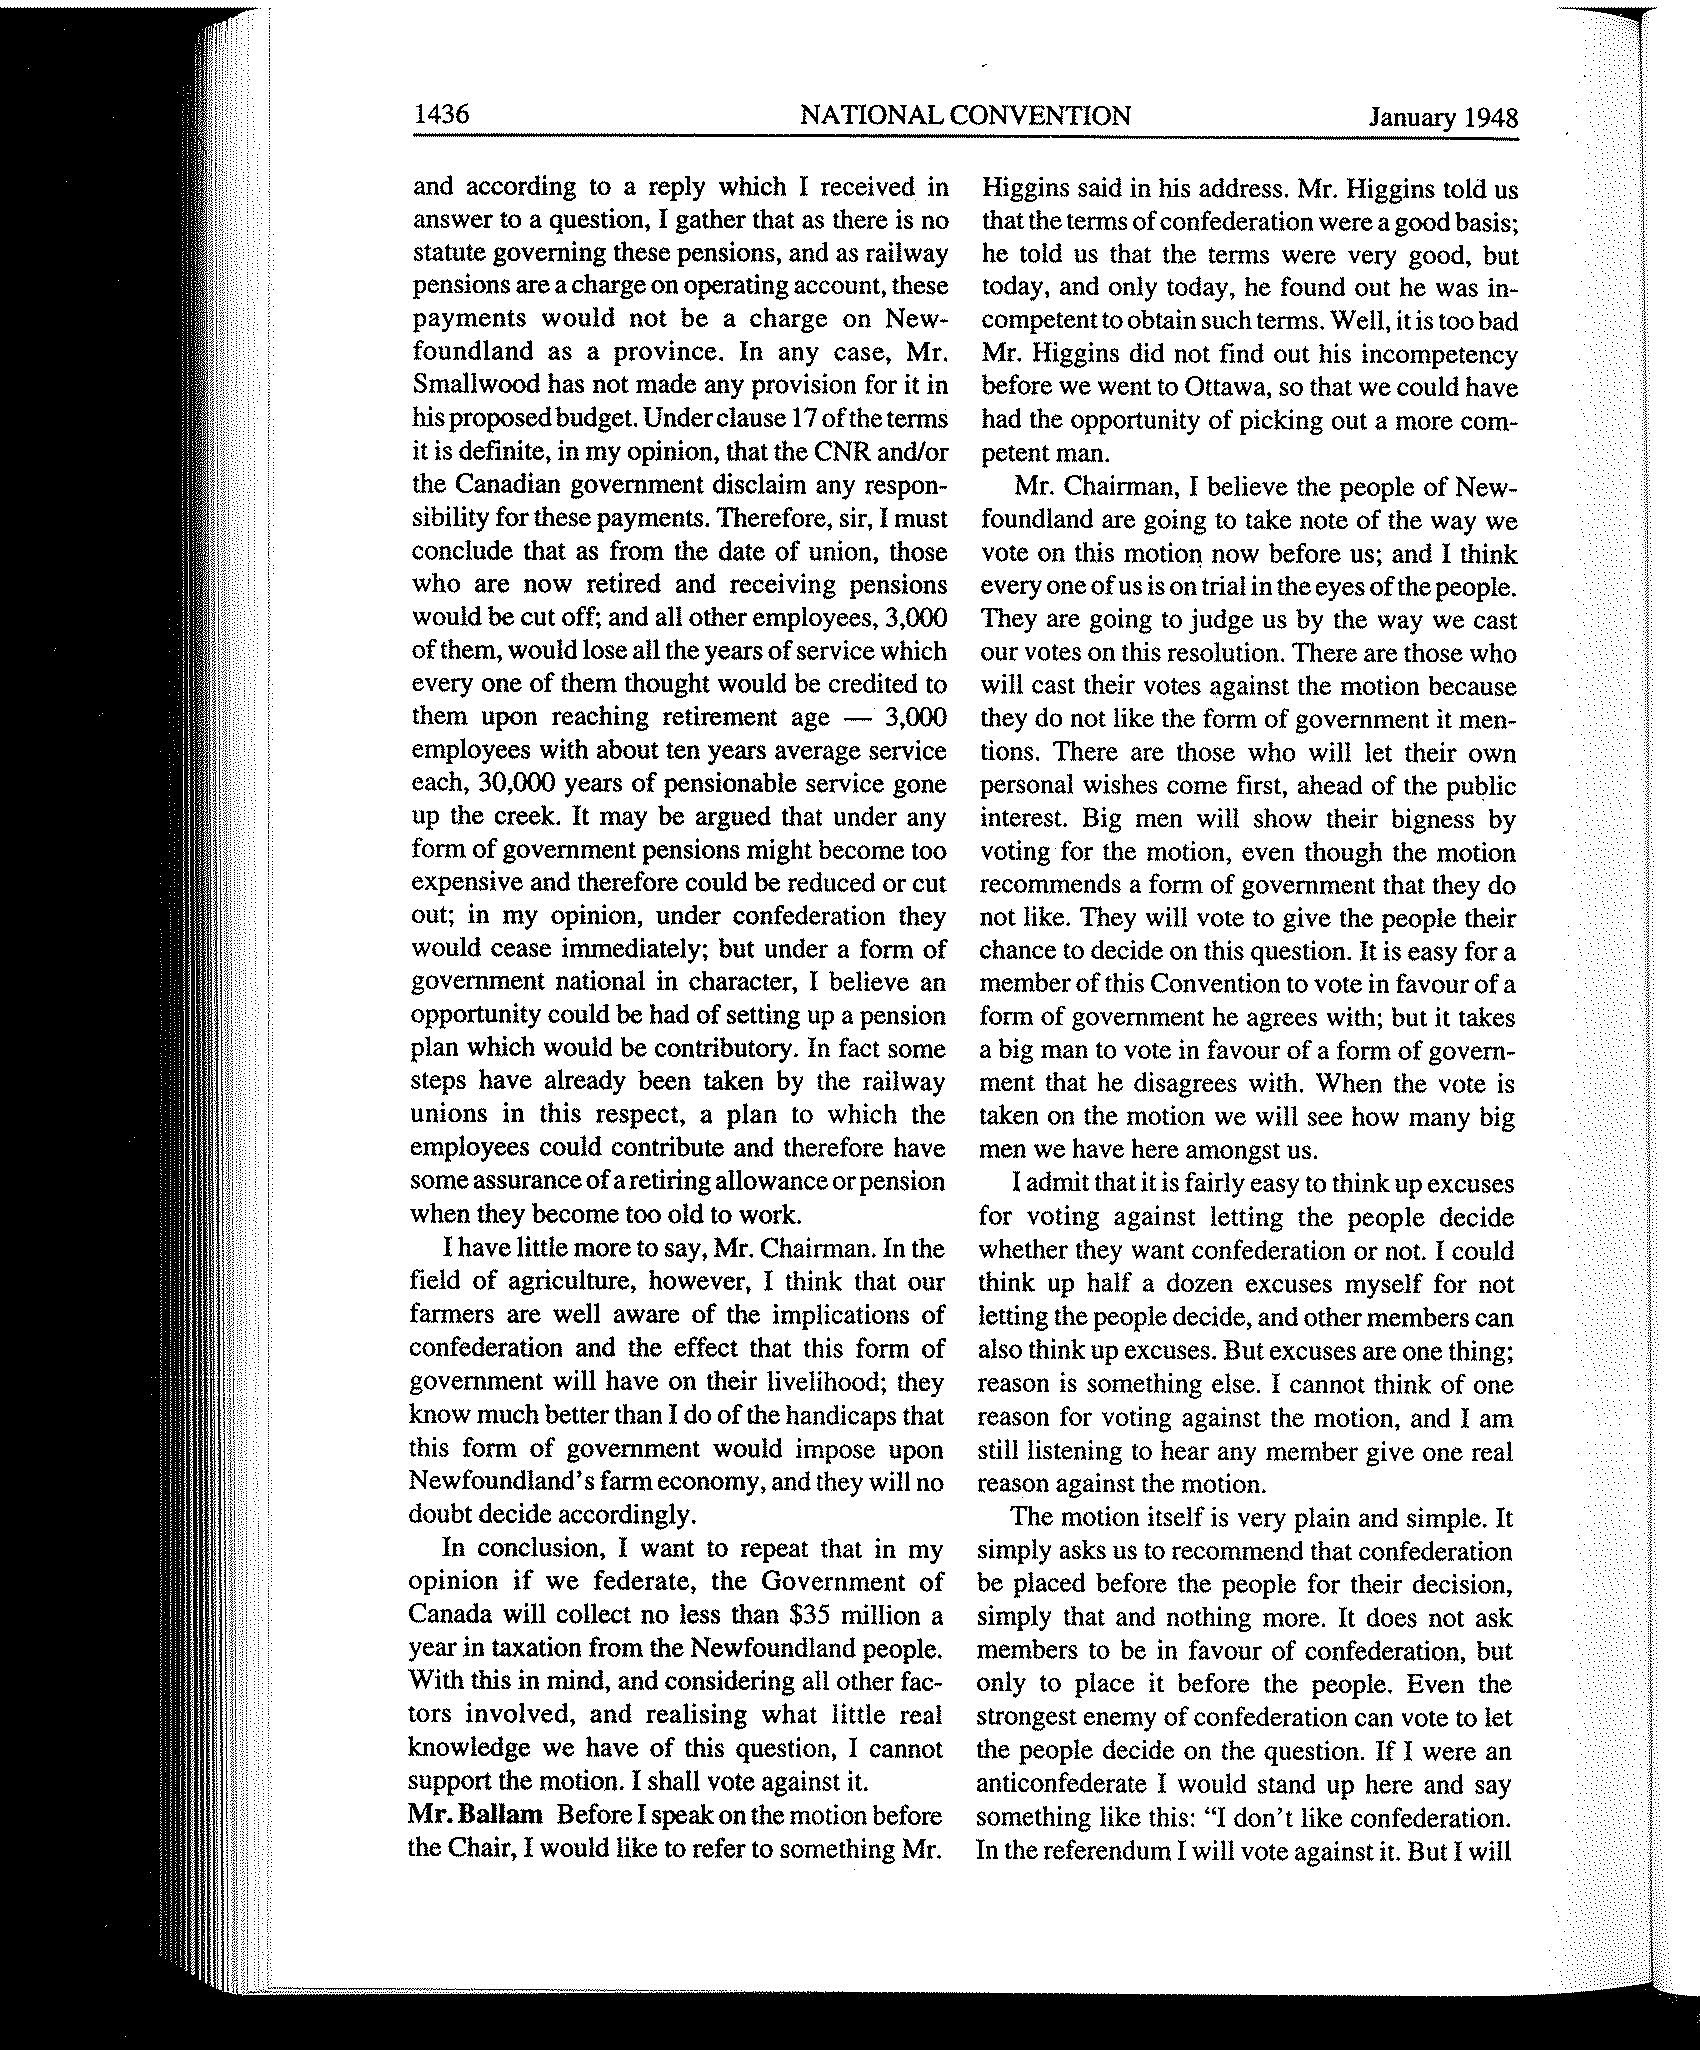 1436 NATIONAL CONVENTION January 1948
and according to a reply which I received in
answer to a question, I gather that as there is no
statute governing these pensions, and as railway
pensions are a charge on operating account, these
payments would not be a charge on New-
foundland as a province. In any case, Mr.
Smallwood has not made any provision for it in
his proposed budget. Under clause 17 of the terms
it is definite, in my opinion, that the CNR and/or
the Canadian government disclaim any respon-
sibility for these payments. Therefore, sir, I must
conclude that as from the date of union, those
who are now retired and receiving pensions
would be cut off; and all other employees, 3,000
of them, would lose all the years of service which
every one of them thought would be credited to
them upon reaching retirement age — 3,000
employees with about ten years average service
each, 30,000 years of pensionable service gone
up the creek. It may be argued that under any
form of government pensions might become too
expensive and therefore could be reduced or cut
out; in my opinion, under confederation they
would cease immediately; but under a form of
government national in character, I believe an
opportunity could be had of setting up a pension
plan which would be contributory. In fact some
steps have already been taken by the railway
unions in this respect, a plan to which the
employees could contribute and therefore have
some assurance of a retiring allowance or pension
when they become too old to work.
I have little more to say, Mr. Chairman. In the
field of agriculture, however, I think that our
farmers are well aware of the implications of
confederation and the effect that this form of
government will have on their livelihood; they
know much better than I do of the handicaps that
this form of government would impose upon
Newfoundland's farm economy, and they will no
doubt decide accordingly.
In conclusion, I want to repeat that in my
opinion if we federate, the Government of
Canada will collect no less than $35 million a
year in taxation from the Newfoundland people.
With this in mind, and considering all other fac-
tors involved, and realising what little real
knowledge we have of this question, I cannot
support the motion. I shall vote against it.
Mr. Ballam Before I speak on the motion before
the Chair, I would like to refer to something Mr.
Higgins said in his address. Mr. Higgins told us
that the terms of confederation were a good basis;
he told us that the terms were very good, but
today, and only today, he found out he was in-
competent to obtain such terms. Well, it is too bad
Mr. Higgins did not find out his incompetency
before we went to Ottawa, so that we could have
had the opportunity of picking out a more com-
petent man.
Mr. Chairman, I believe the people of New-
foundland are going to take note of the way we
vote on this motion now before us; and I think
every one of us is on trial in the eyes of the people.
They are going to judge us by the way we cast
our votes on this resolution. There are those who
will cast their votes against the motion because
they do not like the form of government it men-
tions. There are those who will let their own
personal wishes come first, ahead of the public
interest. Big men will show their bigness by
voting for the motion, even though the motion
recommends a form of government that they do
not like. They will vote to give the people their
chance to decide on this question. It is easy for a
member of this Convention to vote in favour of a
form of government he agrees with; but it takes
a big man to vote in favour of a form of govern-
ment that he disagrees with. When the vote is
taken on the motion we will see how many big
men we have here amongst us.
I admit that it is fairly easy to think up excuses
for voting against letting the people decide
whether they want confederation or not. I could
think up half a dozen excuses myself for not
letting the people decide, and other members can
also think up excuses. But excuses are one thing;
reason is something else. I cannot think of one
reason for voting against the motion, and I am
still listening to hear any member give one real
reason against the motion.
The motion itself is very plain and simple. It
simply asks us to recommend that confederation
be placed before the people for their decision,
simply that and nothing more. It does not ask
members to be in favour of confederation, but
only to place it before the people. Even the
strongest enemy of confederation can vote to let
the people decide on the question. If I were an
anticonfederate I would stand up here and say
something like this: "I don't like confederation.
In the referendum I will vote against it. But I will